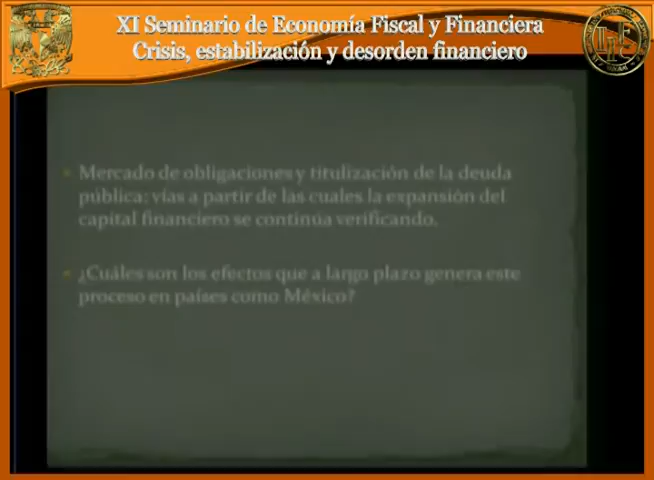 XI Seminario de Economía Fiscal y Financiera
Crisis, estabilización y desorden financiero
Mercado de obligaciones y titulización de la deuda
pública: vías a partir de las cuales la expansión del
capital financiero se continúa verificando.
¿Cuáles son los efectos que a largo plazo genera este
proceso en países como México?